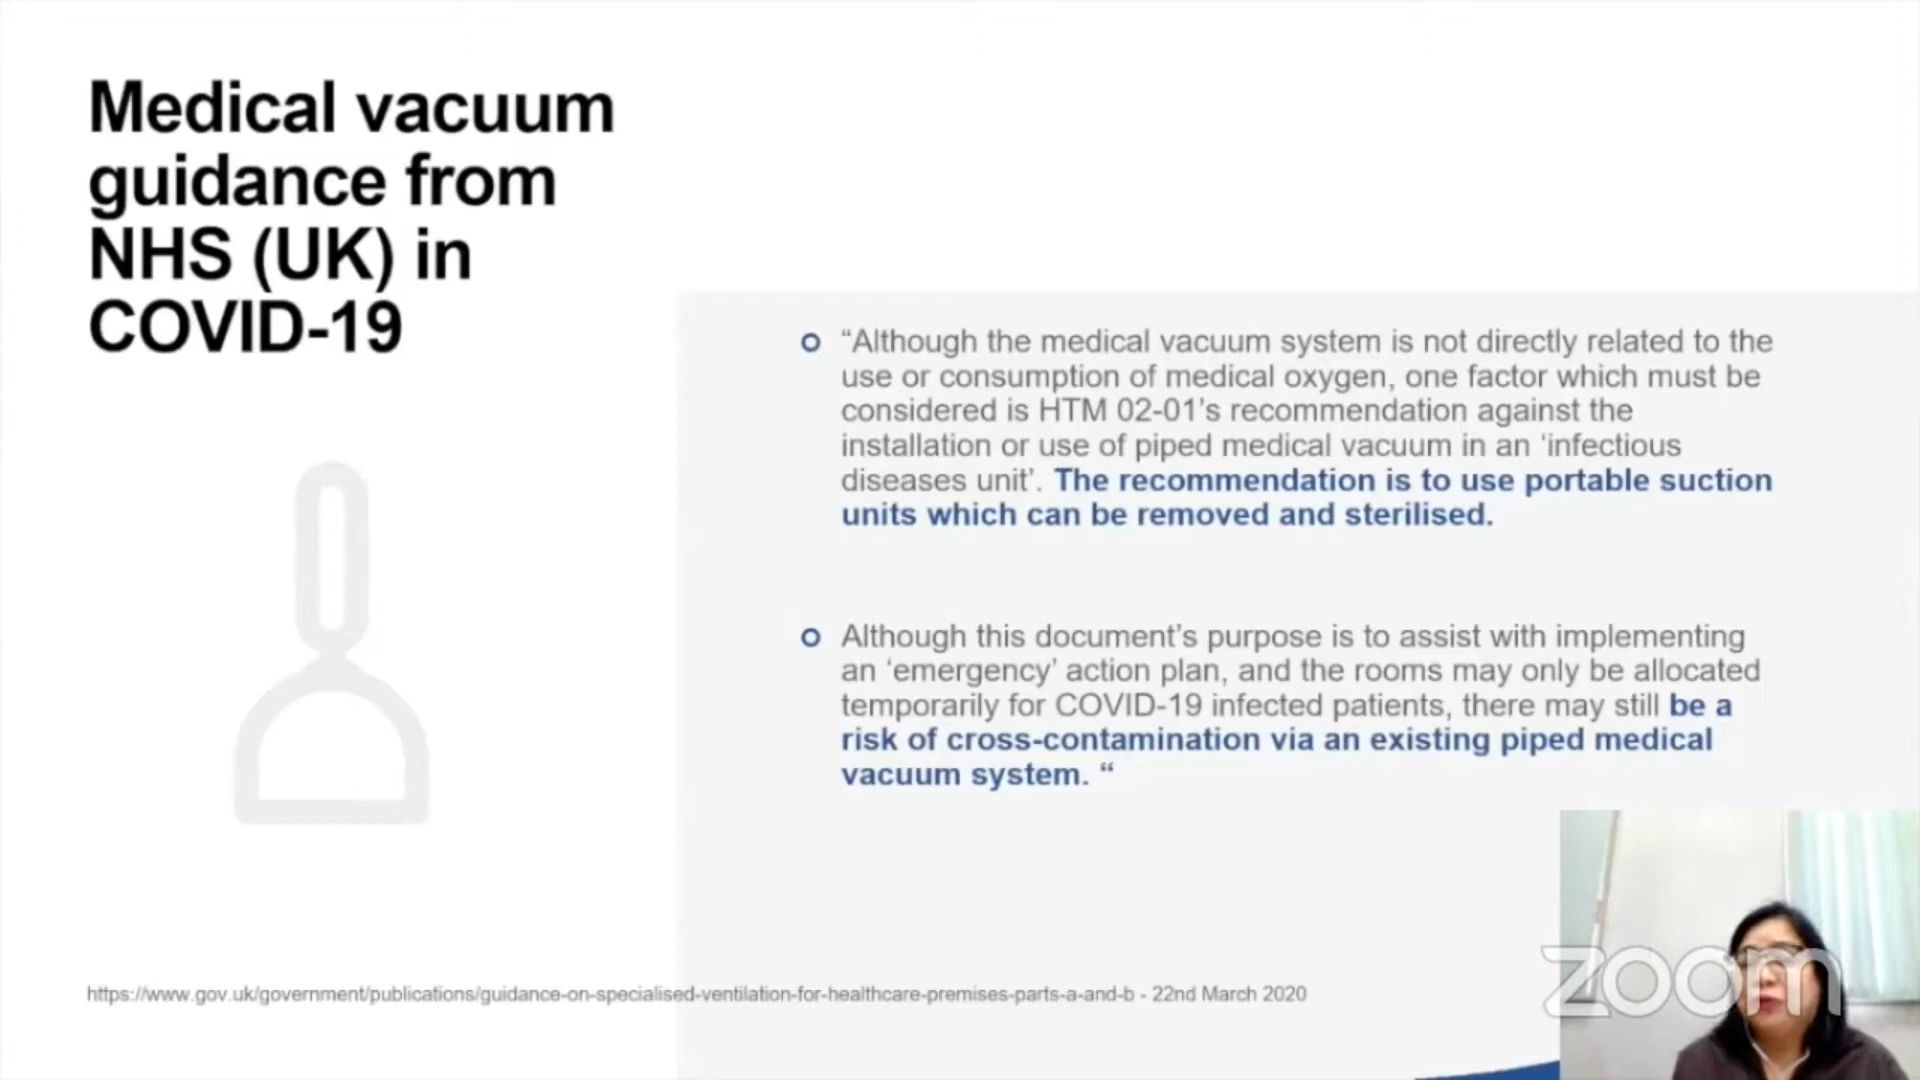 Medical vacuum
guidance from
NHS (UK) in
COVID-19
“Although the medical vacuum system is not directly related to the
use or consumption of medical oxygen, one factor which must be
considered is HTM 02-01’s recommendation against the
installation or use of piped medical vacuum in an ‘infectious
diseases unit’. The recommendation is to use portable suction
units which can be removed and sterilised.
Although this document’s purpose is to assist with implementing
an ‘emergency’ action plan, and the rooms may only be allocated
temporarily for COVID-19 infected patients, there may still be a
risk of cross-contamination via an existing piped medical
vacuum system. “
https://www.gov.uk/government/publications/guidance-on-specialised-ventilation-for-healthcare-premises-parts-a-and-b - 22nd March 2020
zoom